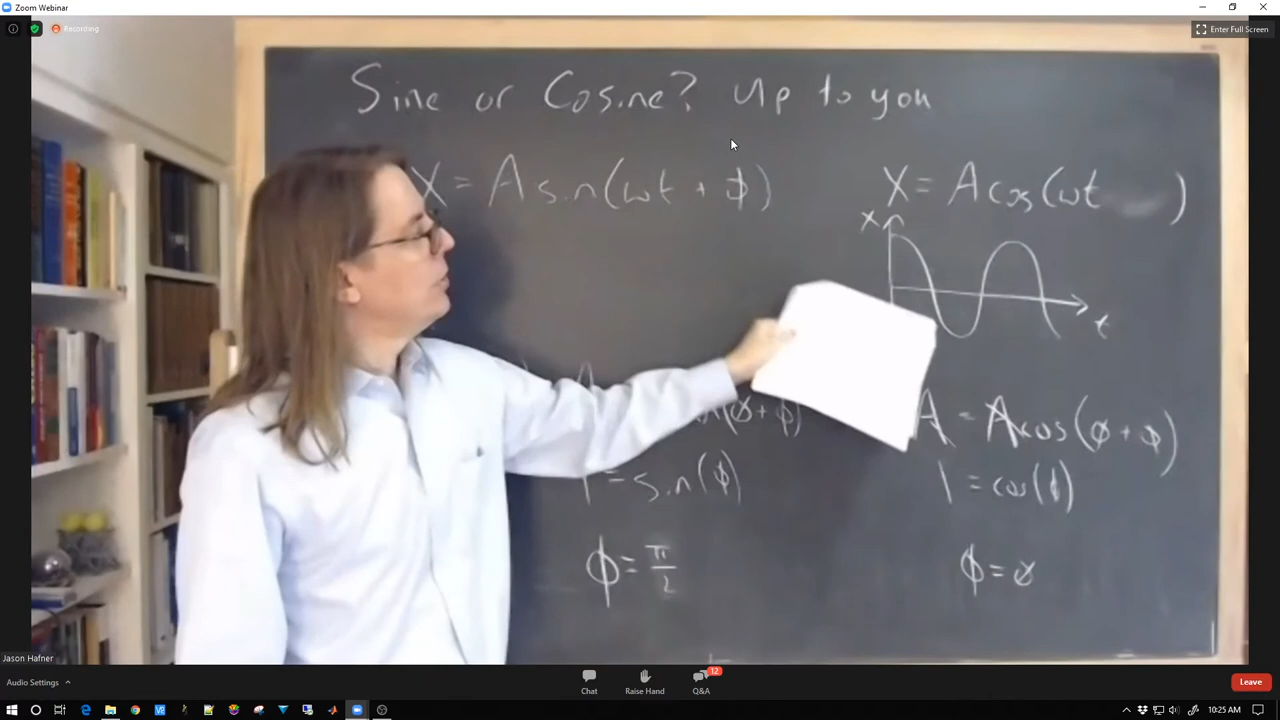 Zoom Webinar
Recording
Enter Full Screen
Sine or Cosine? Up to you
X = A sin(ωt + ϕ)
X = A cos(ωt )
x
t
(ø + ϕ)
A = A cos(ø + ϕ)
1 = sin(ϕ)
1 = cos(ϕ)
ϕ = π/2
ϕ = ø
Jason Hafner
Audio Settings
Chat
Raise Hand
Q&A
12
Leave
10:25 AM